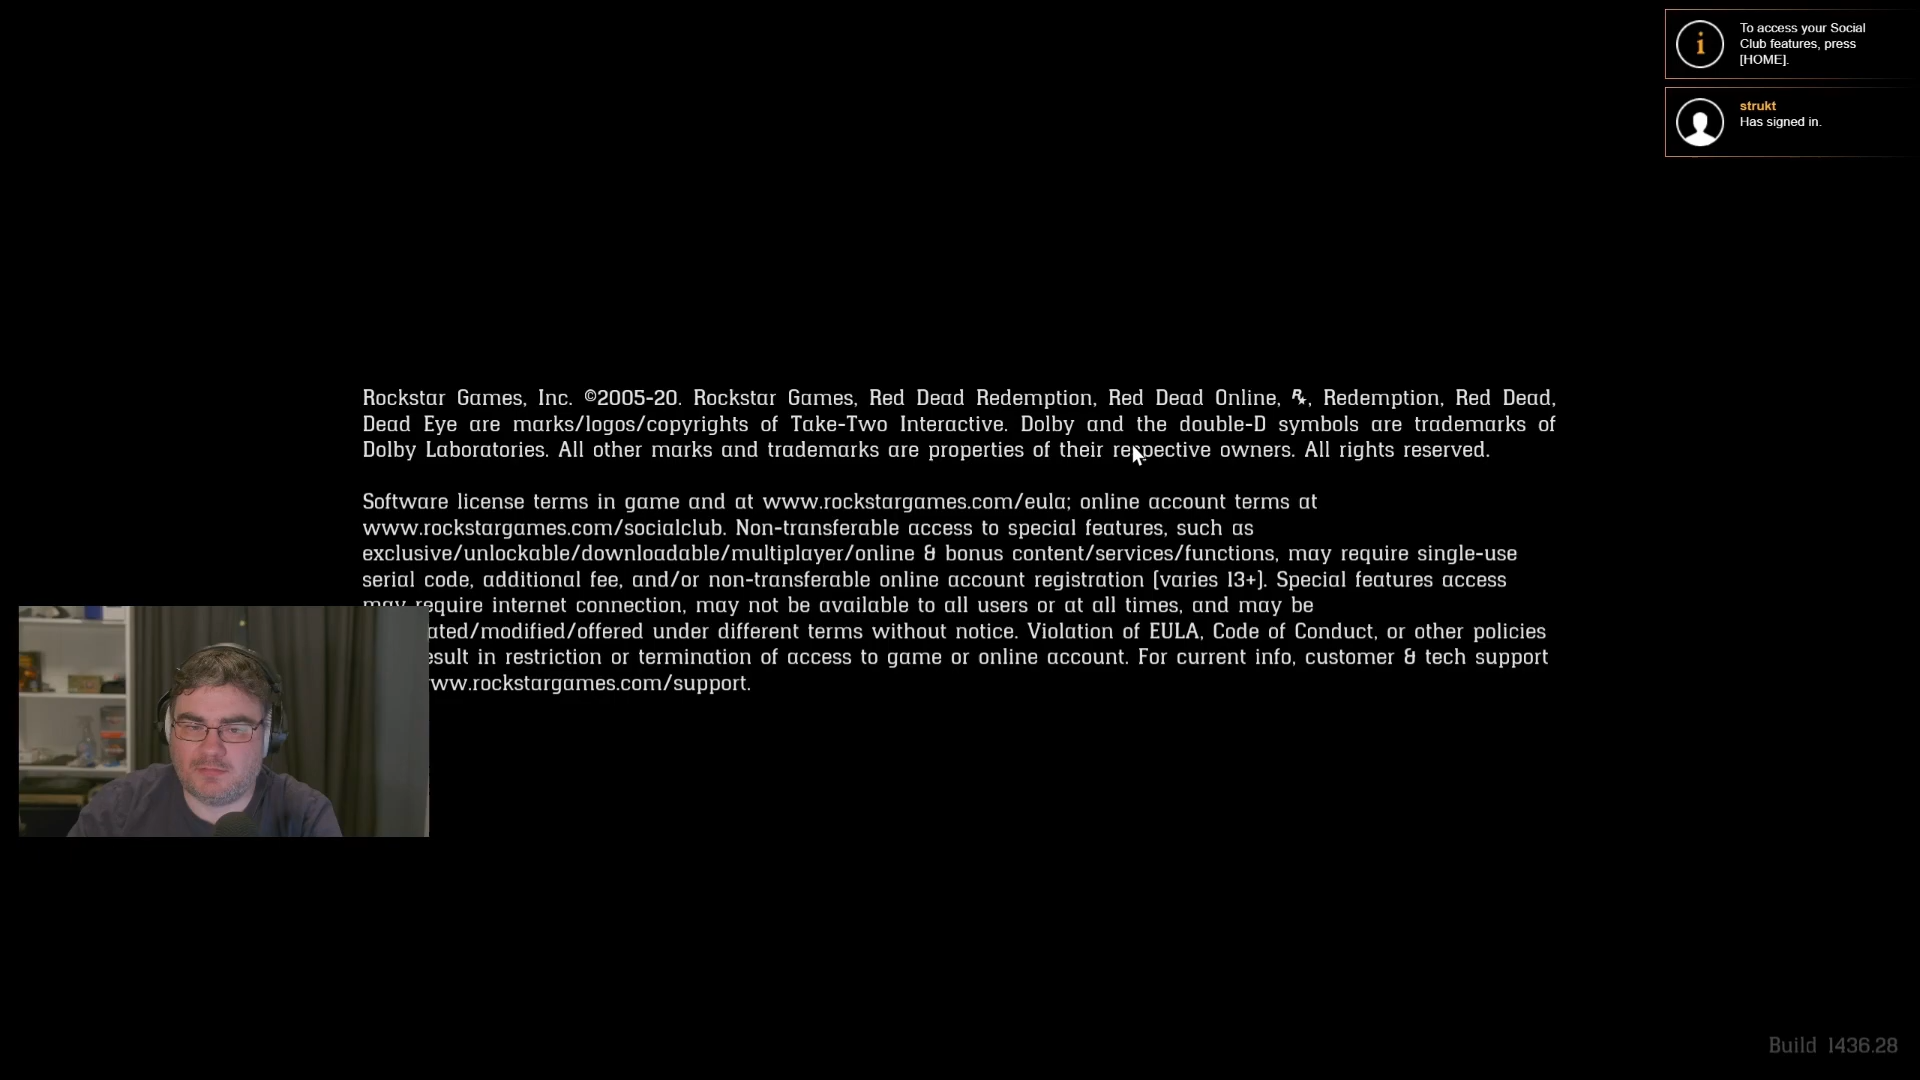 To access your Social
Club features, press
[HOME].
strukt
Has signed in.
Rockstar Games, Inc. ©2005-20. Rockstar Games, Red Dead Redemption, Red Dead Online, R★, Redemption, Red Dead,
Dead Eye are marks/logos/copyrights of Take-Two Interactive. Dolby and the double-D symbols are trademarks of
Dolby Laboratories. All other marks and trademarks are properties of their respective owners. All rights reserved.
Software license terms in game and at www.rockstargames.com/eula; online account terms at
www.rockstargames.com/socialclub. Non-transferable access to special features, such as
exclusive/unlockable/downloadable/multiplayer/online & bonus content/services/functions, may require single-use
serial code, additional fee, and/or non-transferable online account registration (varies 13+). Special features access
may require internet connection, may not be available to all users or at all times, and may be
ated/modified/offered under different terms without notice. Violation of EULA, Code of Conduct, or other policies
esult in restriction or termination of access to game or online account. For current info, customer & tech support
ww.rockstargames.com/support.
Build 1436.28